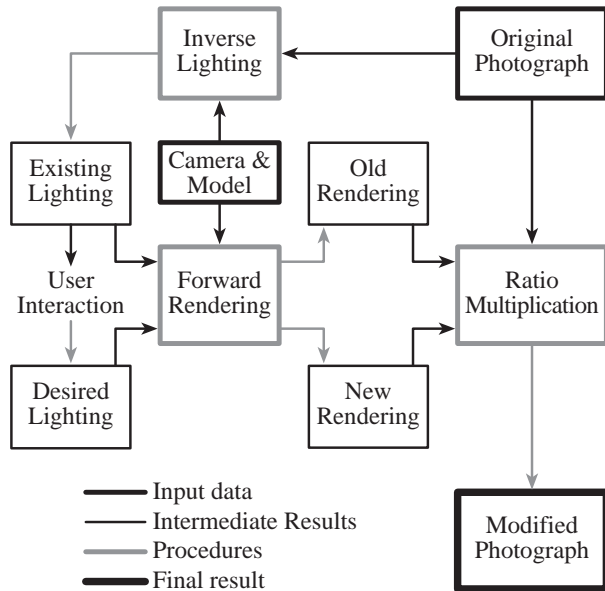 Inverse
Lighting
Original
Photograph
Existing
Lighting
Camera &
Model
Old
Rendering
User
Interaction
Forward
Rendering
Ratio
Multiplication
Desired
Lighting
New
Rendering
Input data
Intermediate Results
Procedures
Final result
Modified
Photograph